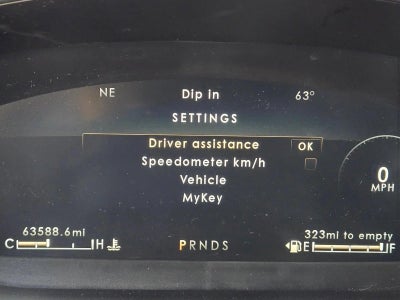 NE Dip In 63°
SETTINGS
Driver assistance OK
Speedometer km/h
Vehicle
MyKey
0
MPH
63588.6mi 323mi to empty
C H PRNDS E F